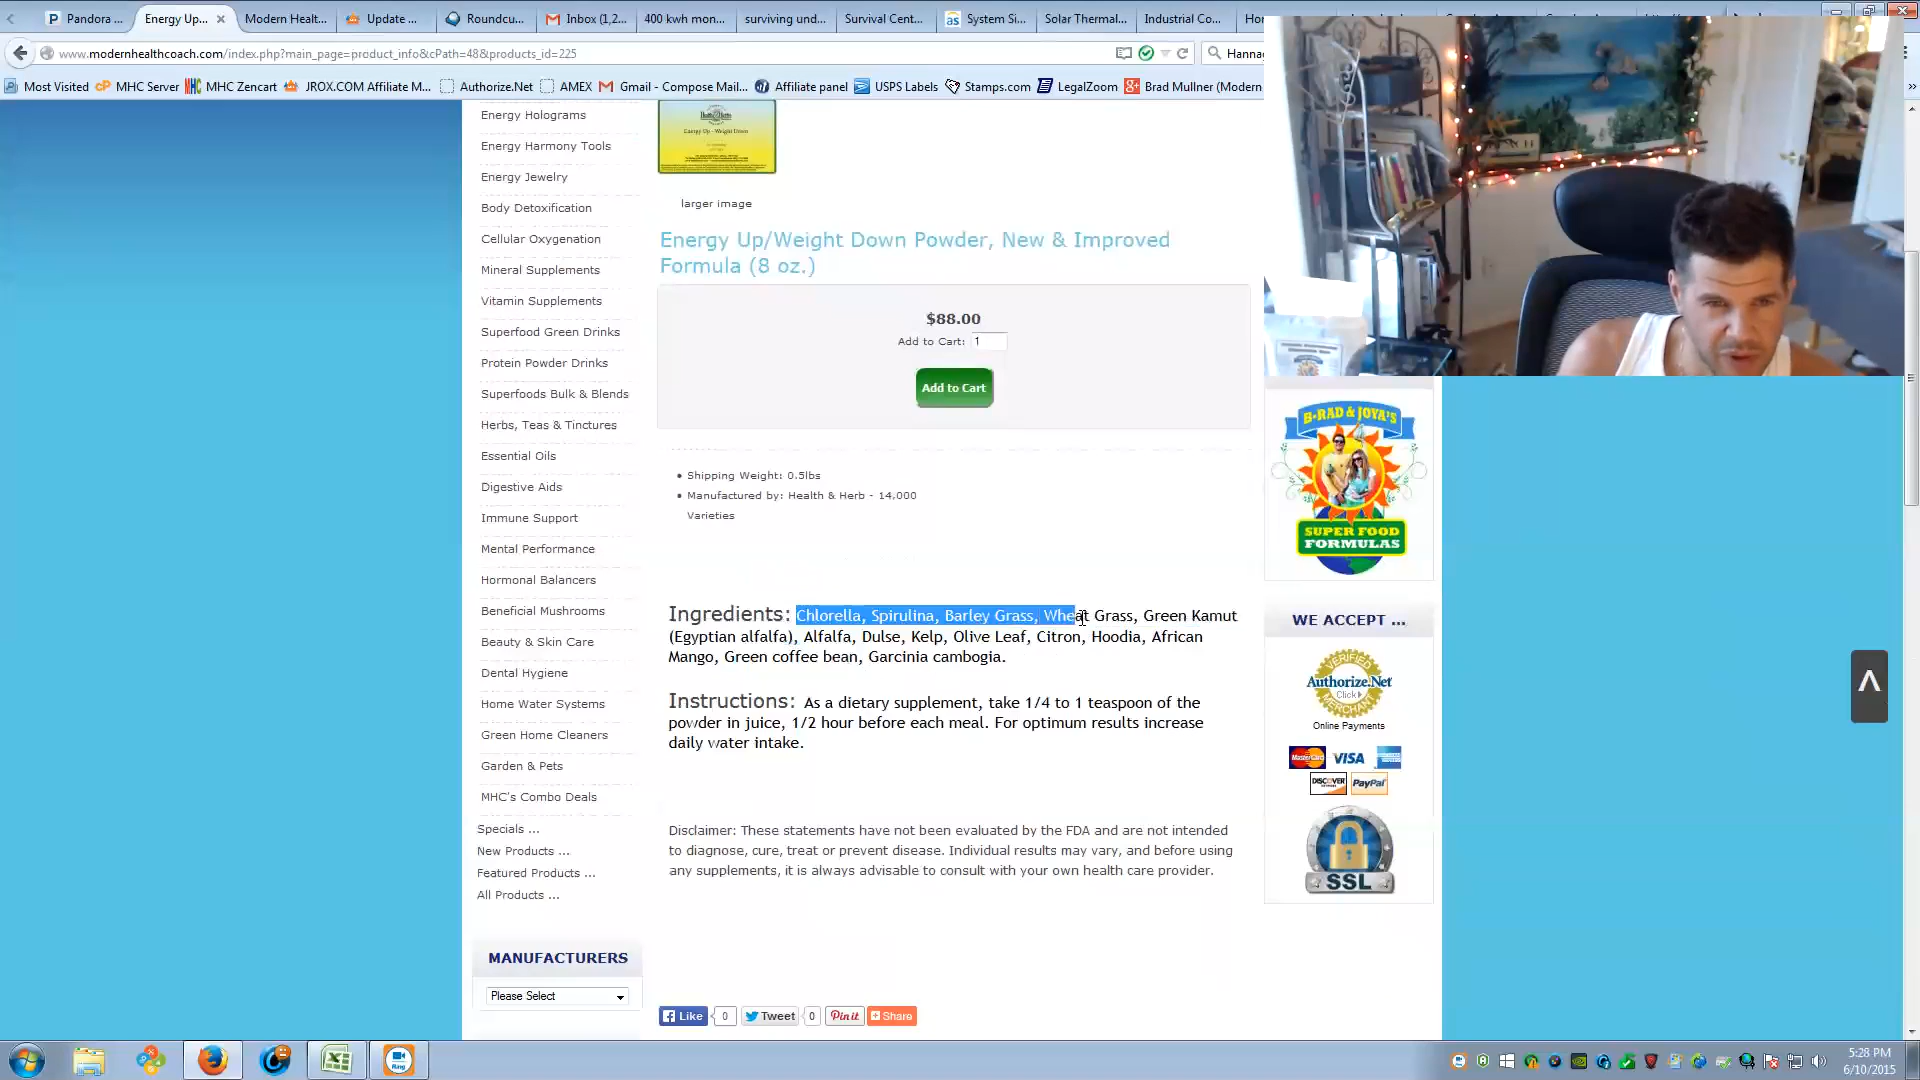 Pandora ...
Energy Up...
Modern Healt...
Update ...
Roundcu...
Inbox (1,2...
400 kwh mon...
surviving und...
Survival Cent...
System Si...
Solar Thermal...
Industrial Co...
www.modernhealthcoach.com/index.php?main_page=product_info&cPath=48&products_id=225
Most Visited
MHC Server
MHC Zencart
JROX.COM Affiliate M...
Authorize.Net
AMEX
Gmail - Compose Mail...
Affiliate panel
USPS Labels
Stamps.com
LegalZoom
Brad Mullner (Modern
Energy Holograms
Energy Harmony Tools
Energy Jewelry
Body Detoxification
Cellular Oxygenation
Mineral Supplements
Vitamin Supplements
Superfood Green Drinks
Protein Powder Drinks
Superfoods Bulk & Blends
Herbs, Teas & Tinctures
Essential Oils
Digestive Aids
Immune Support
Mental Performance
Hormonal Balancers
Beneficial Mushrooms
Beauty & Skin Care
Dental Hygiene
Home Water Systems
Green Home Cleaners
Garden & Pets
MHC's Combo Deals
Specials ...
New Products ...
Featured Products ...
All Products ...
MANUFACTURERS
Please Select
Energy Up - Weight Down
larger image
Energy Up/Weight Down Powder, New & Improved
Formula (8 oz.)
$88.00
Add to Cart: 1
Add to Cart
• Shipping Weight: 0.5lbs
• Manufactured by: Health & Herb - 14,000
Varieties
Ingredients: Chlorella, Spirulina, Barley Grass, Wheat Grass, Green Kamut
(Egyptian alfalfa), Alfalfa, Dulse, Kelp, Olive Leaf, Citron, Hoodia, African
Mango, Green coffee bean, Garcinia cambogia.
Instructions: As a dietary supplement, take 1/4 to 1 teaspoon of the
powder in juice, 1/2 hour before each meal. For optimum results increase
daily water intake.
Disclaimer: These statements have not been evaluated by the FDA and are not intended
to diagnose, cure, treat or prevent disease. Individual results may vary, and before using
any supplements, it is always advisable to consult with your own health care provider.
Like
0
Tweet
0
Pin it
Share
B-RAD & JOYA'S
SUPER FOOD
FORMULAS
WE ACCEPT ...
VERIFIED
Authorize.Net
Click
MERCHANT
Online Payments
MasterCard
VISA
DISCOVER
PayPal
SSL
5:28 PM
6/10/2015